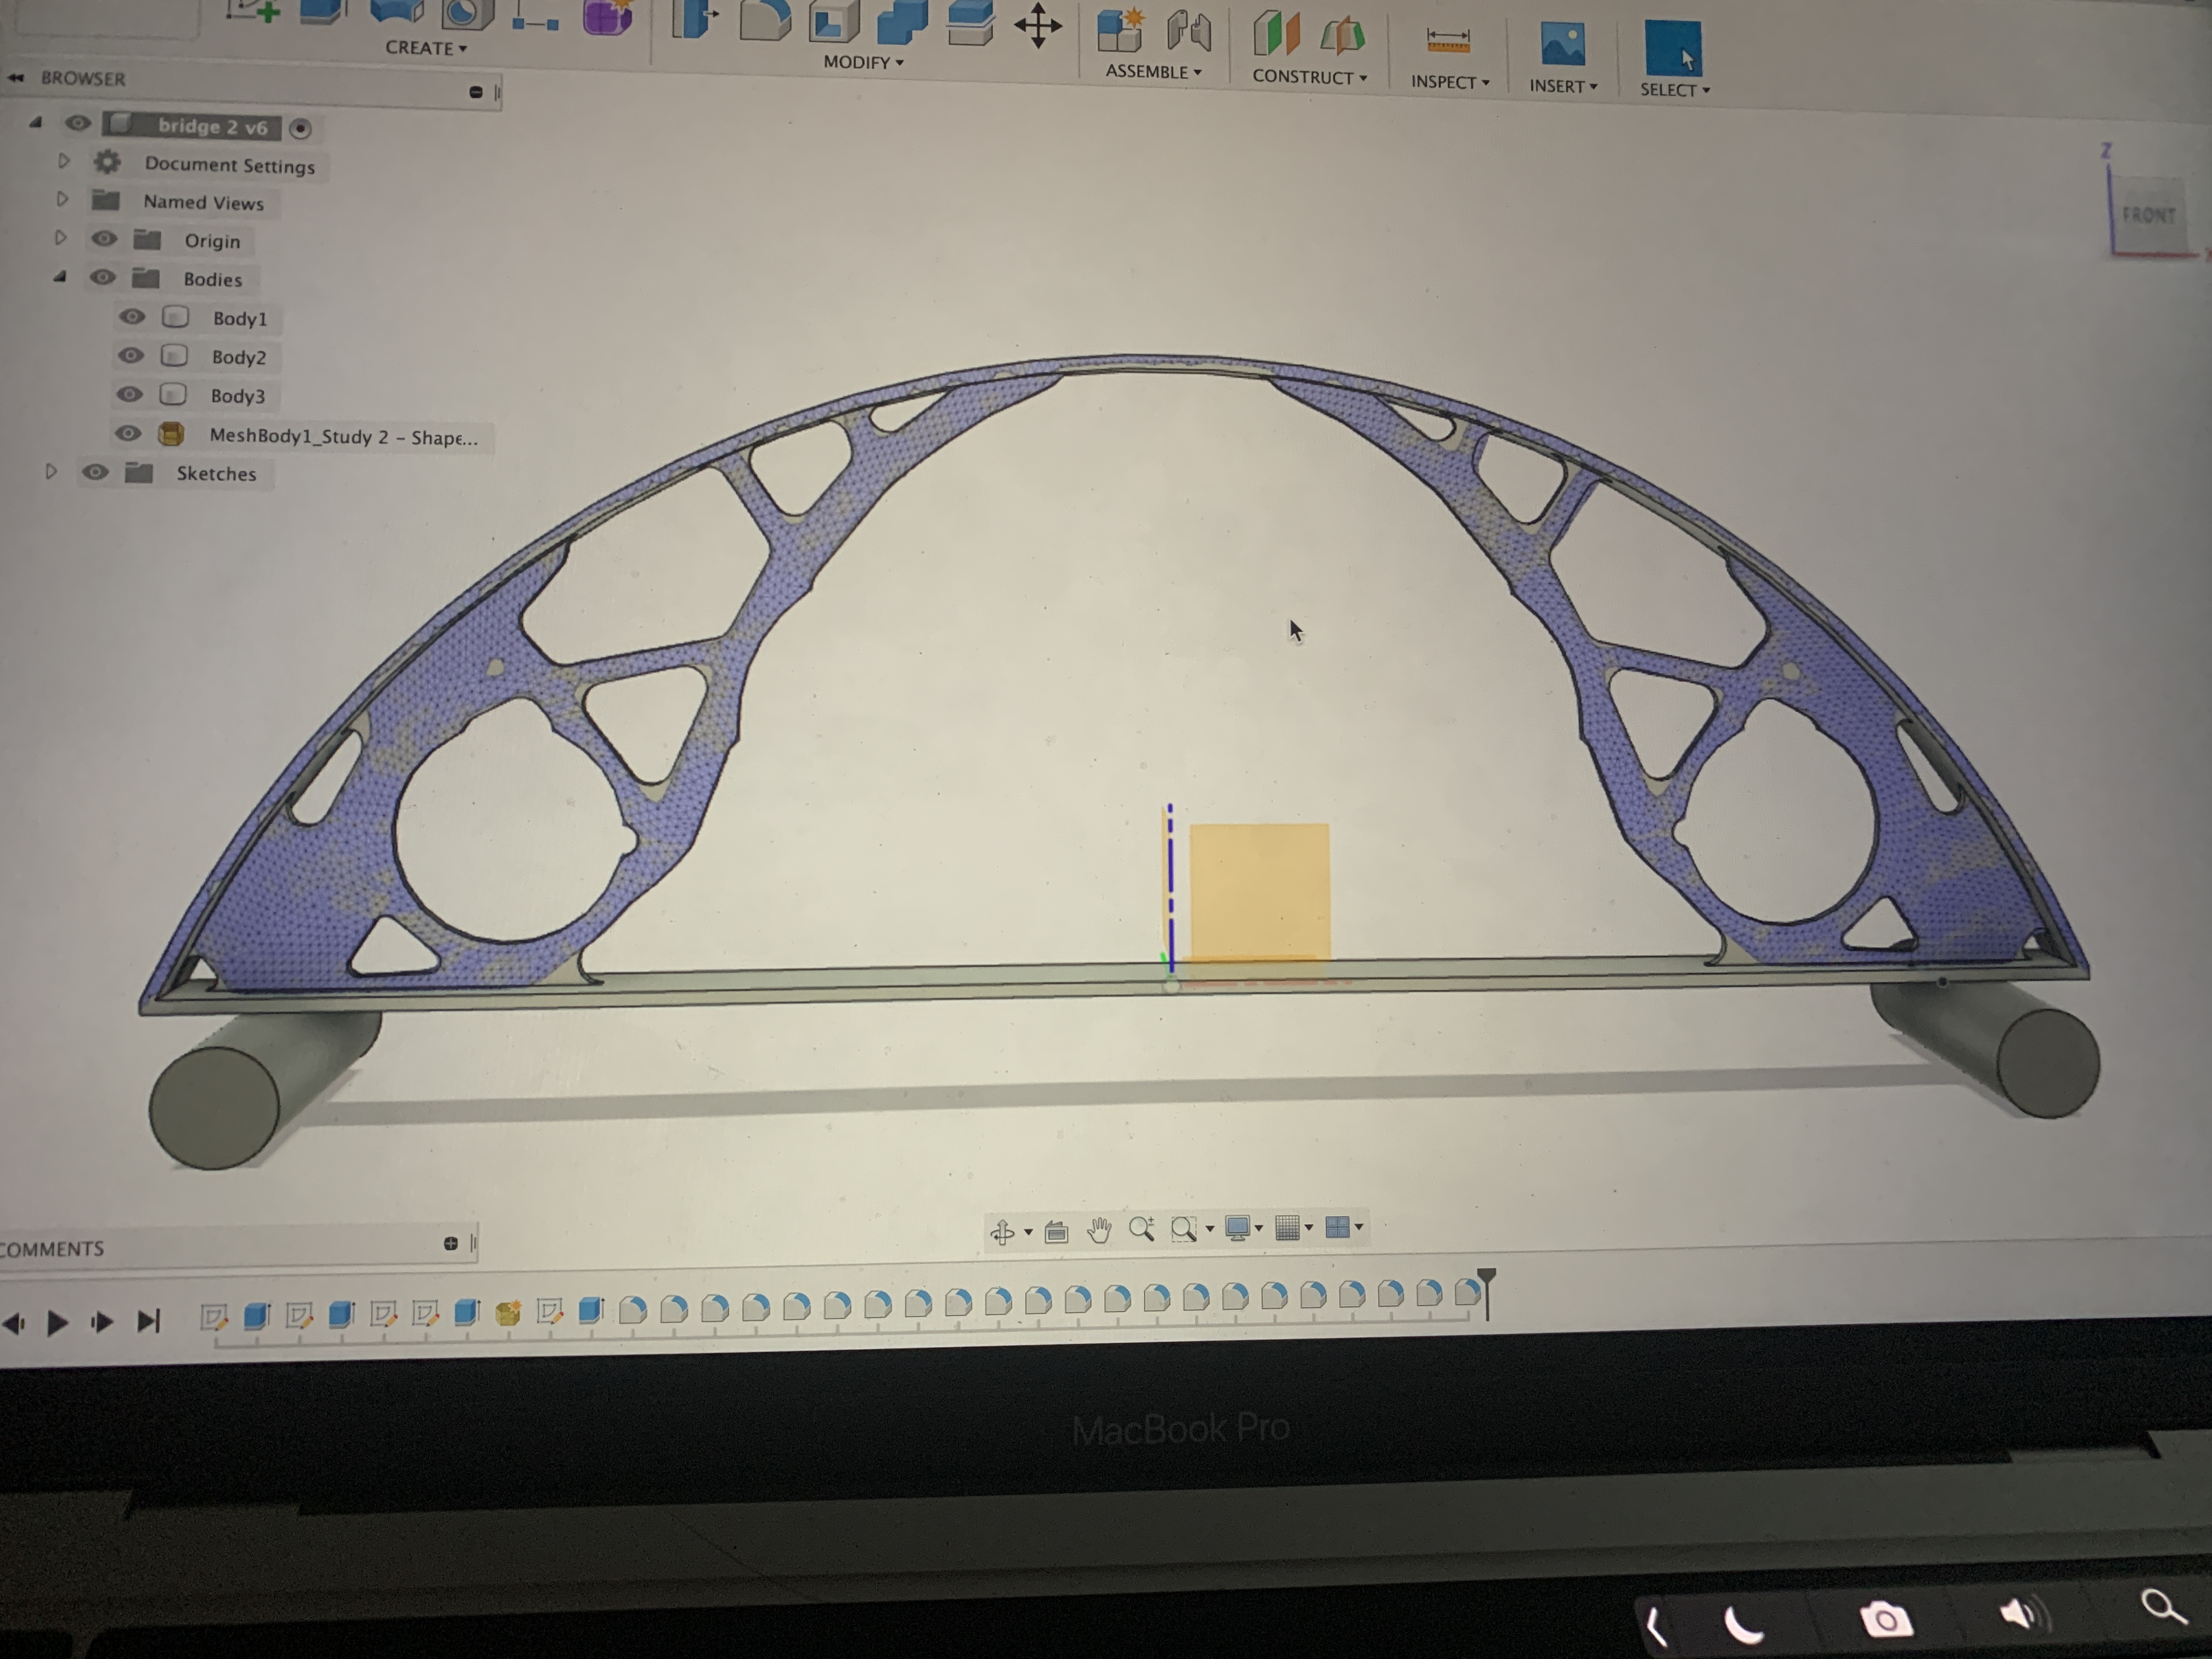 CREATE
MODIFY
ASSEMBLE
CONSTRUCT
INSPECT
INSERT
SELECT
BROWSER
bridge 2 v6
Document Settings
Named Views
Origin
Bodies
Body1
Body2
Body3
MeshBody1_Study 2 - Shape...
Sketches
Z
FRONT
COMMENTS
MacBook Pro